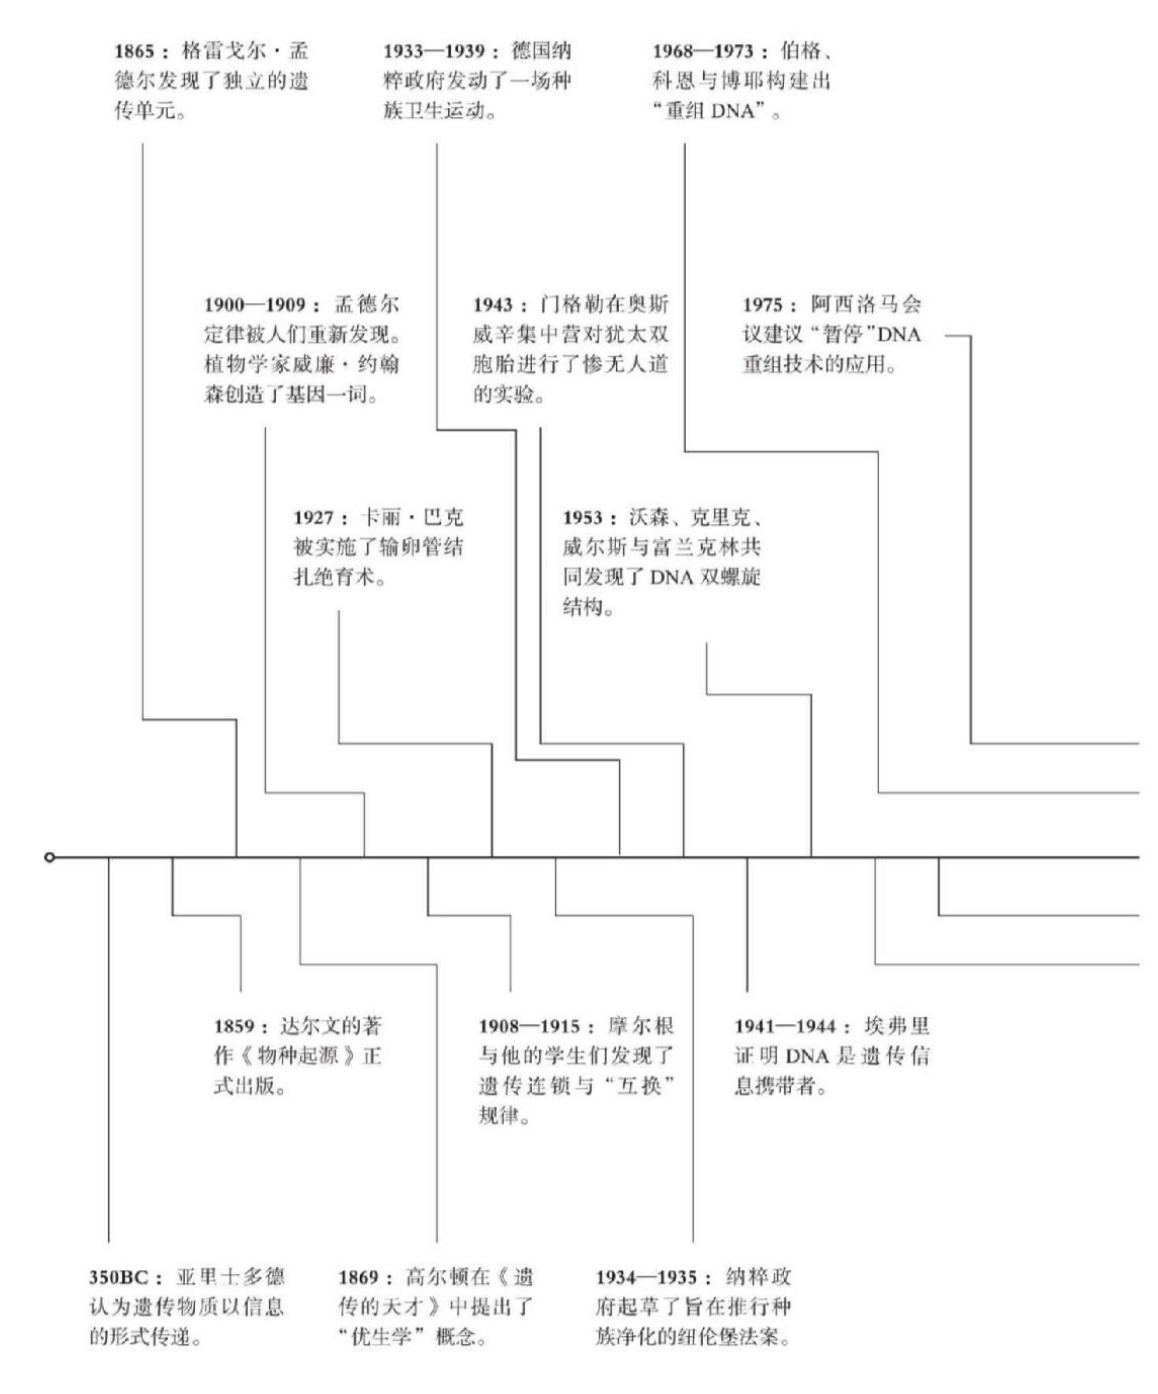 1865：格雷戈尔·孟
德尔发现了独立的遗
传单元。
1933—1939：德国纳
粹政府发动了一场种
族卫生运动。
1968—1973：伯格、
科恩与博耶构建出
“重组 DNA”。
1900—1909：孟德尔
定律被人们重新发现。
植物学家威廉·约翰
森创造了基因一词。
1943：门格勒在奥斯
威辛集中营对犹太双
胞胎进行了惨无人道
的实验。
1975：阿西洛马会
议建议“暂停”DNA
重组技术的应用。
1927：卡丽·巴克
被实施了输卵管结
扎绝育术。
1953：沃森、克里克、
威尔斯与富兰克林共
同发现了 DNA 双螺旋
结构。
1859：达尔文的著
作《物种起源》正
式出版。
1908—1915：摩尔根
与他的学生们发现了
遗传连锁与“互换”
规律。
1941—1944：埃弗里
证明 DNA 是遗传信
息携带者。
350BC：亚里士多德
认为遗传物质以信息
的形式传递。
1869：高尔顿在《遗
传的天才》中提出了
“优生学”概念。
1934—1935：纳粹政
府起草了旨在推行种
族净化的纽伦堡法案。